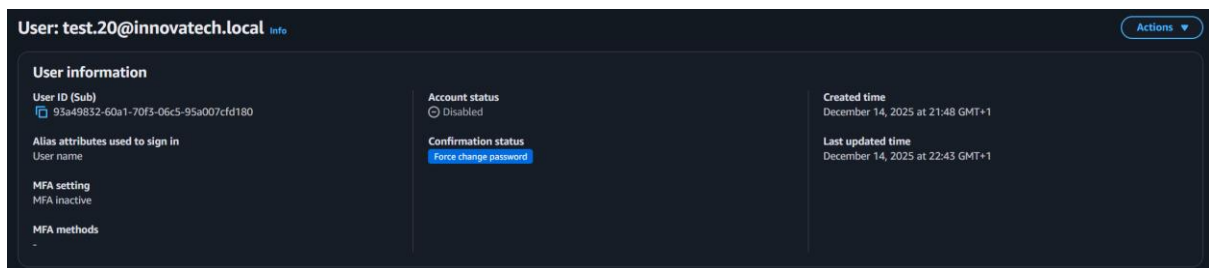 User: test.20@innovatech.local Info
Actions
User information
User ID (Sub)
93a49832-60a1-70f3-06c5-95a007cfd180
Alias attributes used to sign in
User name
MFA setting
MFA inactive
MFA methods
-
Account status
Disabled
Confirmation status
Force change password
Created time
December 14, 2025 at 21:48 GMT+1
Last updated time
December 14, 2025 at 22:43 GMT+1